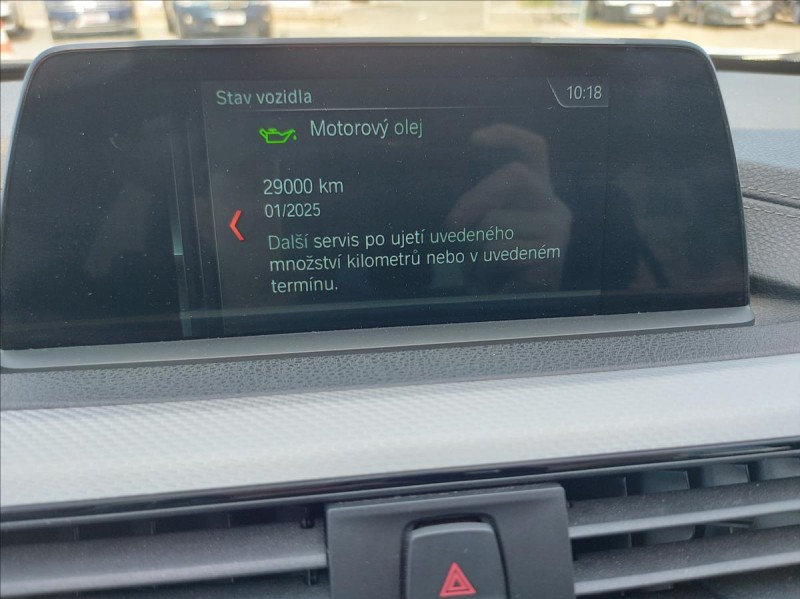 Stav vozidla
10:18
Motorový olej
29000 km
01/2025
Další servis po ujetí uvedeného
množství kilometrů nebo v uvedeném
termínu.